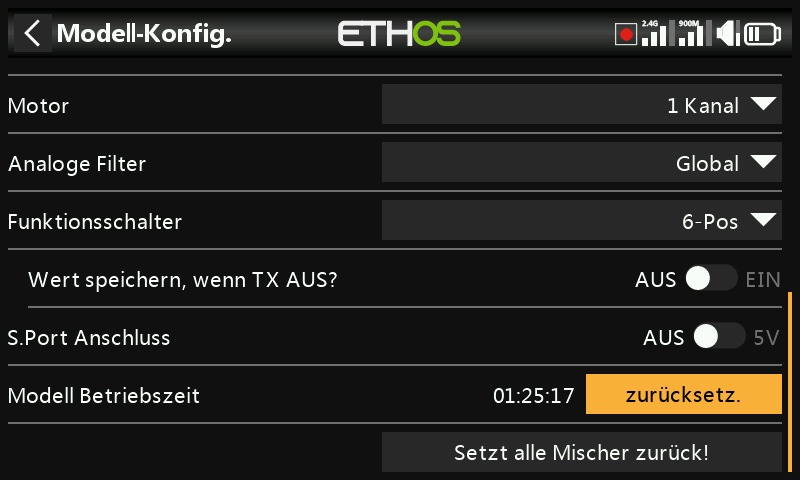 Modell-Konfig.
ETHOS
2.4G
900M
Motor
1 Kanal
Analoge Filter
Global
Funktionsschalter
6-Pos
Wert speichern, wenn TX AUS?
AUS EIN
S.Port Anschluss
AUS 5V
Modell Betriebszeit
01:25:17
zurücksetz.
Setzt alle Mischer zurück!